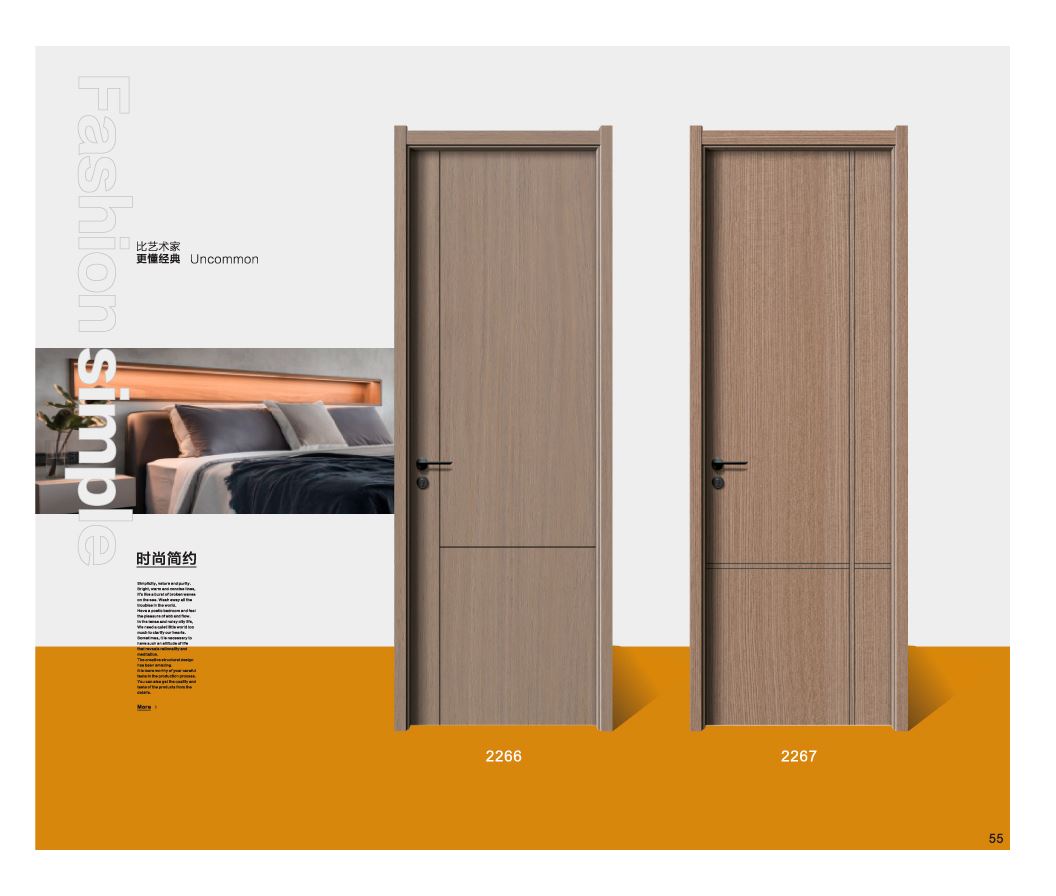 Fashion simple
比艺术家
更懂经典 Uncommon
时尚简约
Simplicity, nature and purity.
Bright, warm and concise lines,
It's like a burst of broken waves
on the sea. Wash away all the
troubles in the world.
Have a poetic bedroom and feel
the pleasure of ebb and flow.
In the tense and noisy city life,
We need a quiet little world too
much to clarify our hearts.
Sometimes, it is necessary to
have such an attitude of life
that reveals rationality and
meditation.
The creative structural design
has been amazing.
It is more worthy of your careful
taste in the production process.
You can also get the quality and
taste of the products from the
details.
More ›
2266
2267
55